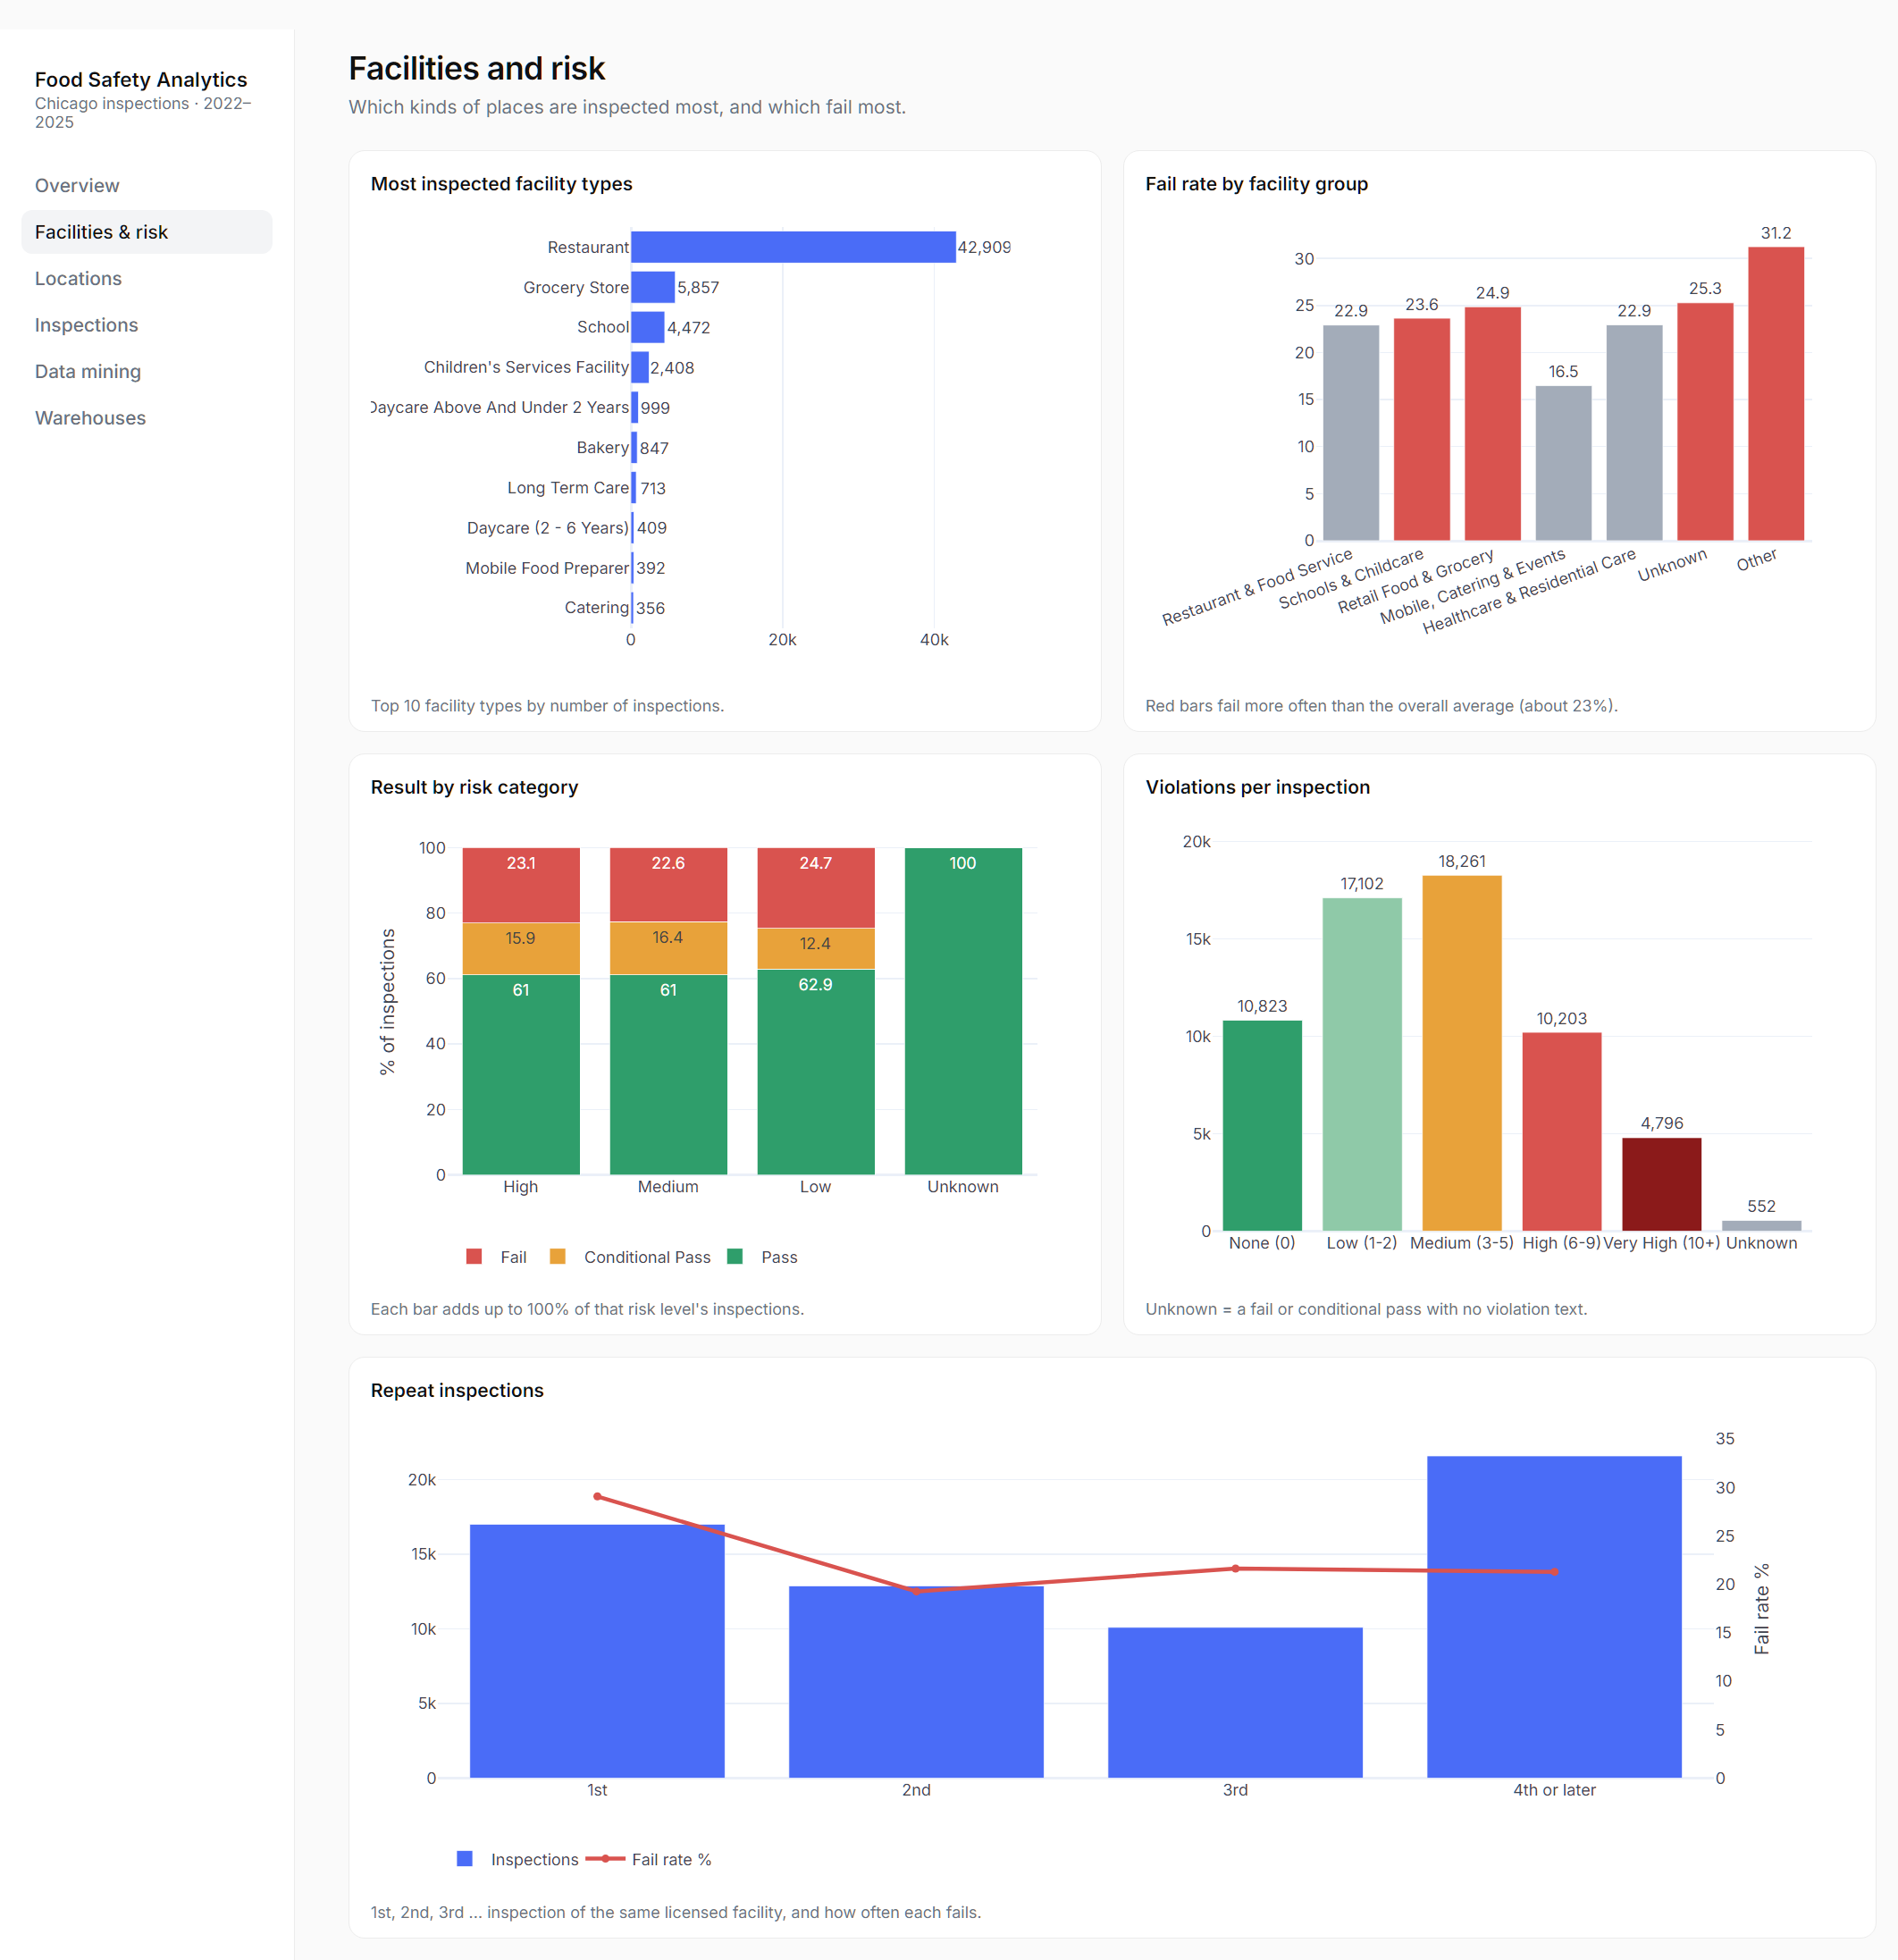 Food Safety Analytics
Chicago inspections · 2022–
2025
Overview
Facilities & risk
Locations
Inspections
Data mining
Warehouses
Facilities and risk
Which kinds of places are inspected most, and which fail most.
Most inspected facility types
Restaurant 42,909
Grocery Store 5,857
School 4,472
Children's Services Facility 2,408
Daycare Above And Under 2 Years 999
Bakery 847
Long Term Care 713
Daycare (2 - 6 Years) 409
Mobile Food Preparer 392
Catering 356
0 20k 40k
Top 10 facility types by number of inspections.
Fail rate by facility group
30
25
20
15
10
5
0
22.9 23.6 24.9 16.5 22.9 25.3 31.2
Restaurant & Food Service
Schools & Childcare
Retail Food & Grocery
Mobile, Catering & Events
Healthcare & Residential Care
Unknown
Other
Red bars fail more often than the overall average (about 23%).
Result by risk category
% of inspections
100
80
60
40
20
0
23.1 22.6 24.7 100
15.9 16.4 12.4
61 61 62.9
High Medium Low Unknown
Fail Conditional Pass Pass
Each bar adds up to 100% of that risk level's inspections.
Violations per inspection
20k
15k
10k
5k
0
10,823 17,102 18,261 10,203 4,796 552
None (0) Low (1-2) Medium (3-5) High (6-9) Very High (10+) Unknown
Unknown = a fail or conditional pass with no violation text.
Repeat inspections
20k
15k
10k
5k
0
35
30
25
20
15
10
5
0
Fail rate %
1st 2nd 3rd 4th or later
Inspections Fail rate %
1st, 2nd, 3rd ... inspection of the same licensed facility, and how often each fails.